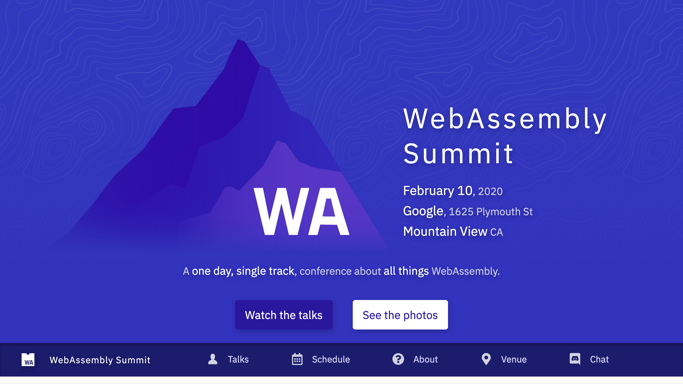 WebAssembly
Summit
February 10, 2020
Google, 1625 Plymouth St
Mountain View CA
WA
A one day, single track, conference about all things WebAssembly.
Watch the talks
See the photos
WA WebAssembly Summit Talks Schedule About Venue Chat